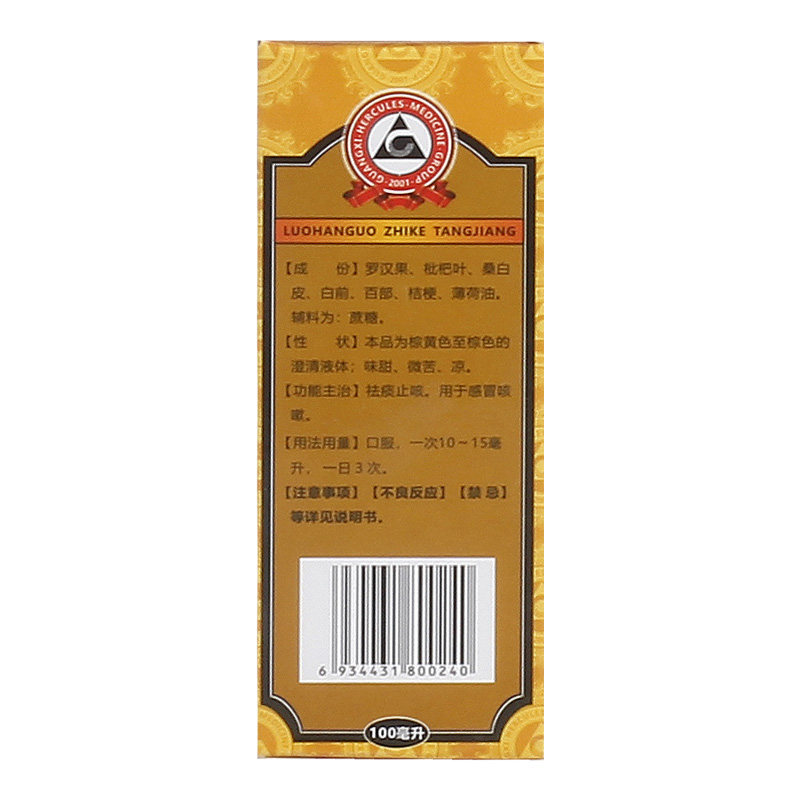 GUANGXI·HERCULES·MEDICINE·GROUP
·2001·
LUOHANGUO ZHIKE TANGJIANG
【成 份】罗汉果、枇杷叶、桑白
皮、白前、百部、桔梗、薄荷油。
辅料为：蔗糖。
【性 状】本品为棕黄色至棕色的
澄清液体；味甜、微苦、凉。
【功能主治】祛痰止咳。用于感冒咳
嗽。
【用法用量】口服，一次10～15毫
升，一日3次。
【注意事项】【不良反应】【禁忌】
等详见说明书。
6 934431 800240
100毫升